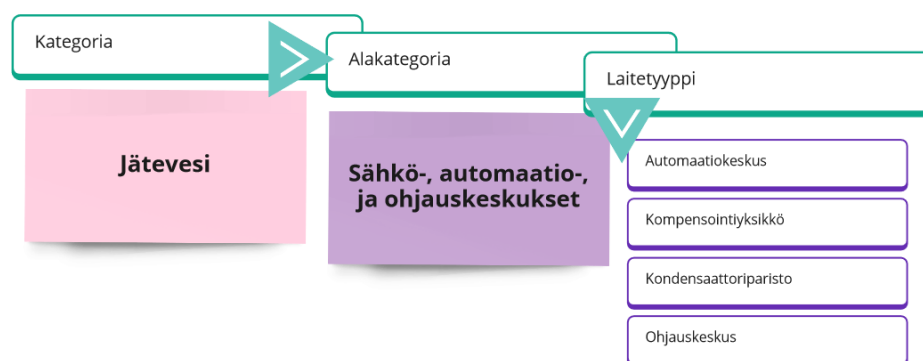 Kategoria
Alakategoria
Laitetyyppi
Jätevesi
Sähkö-, automaatio-,
ja ohjauskeskukset
Automaatiokeskus
Kompensointiyksikkö
Kondensaattoriparisto
Ohjauskeskus